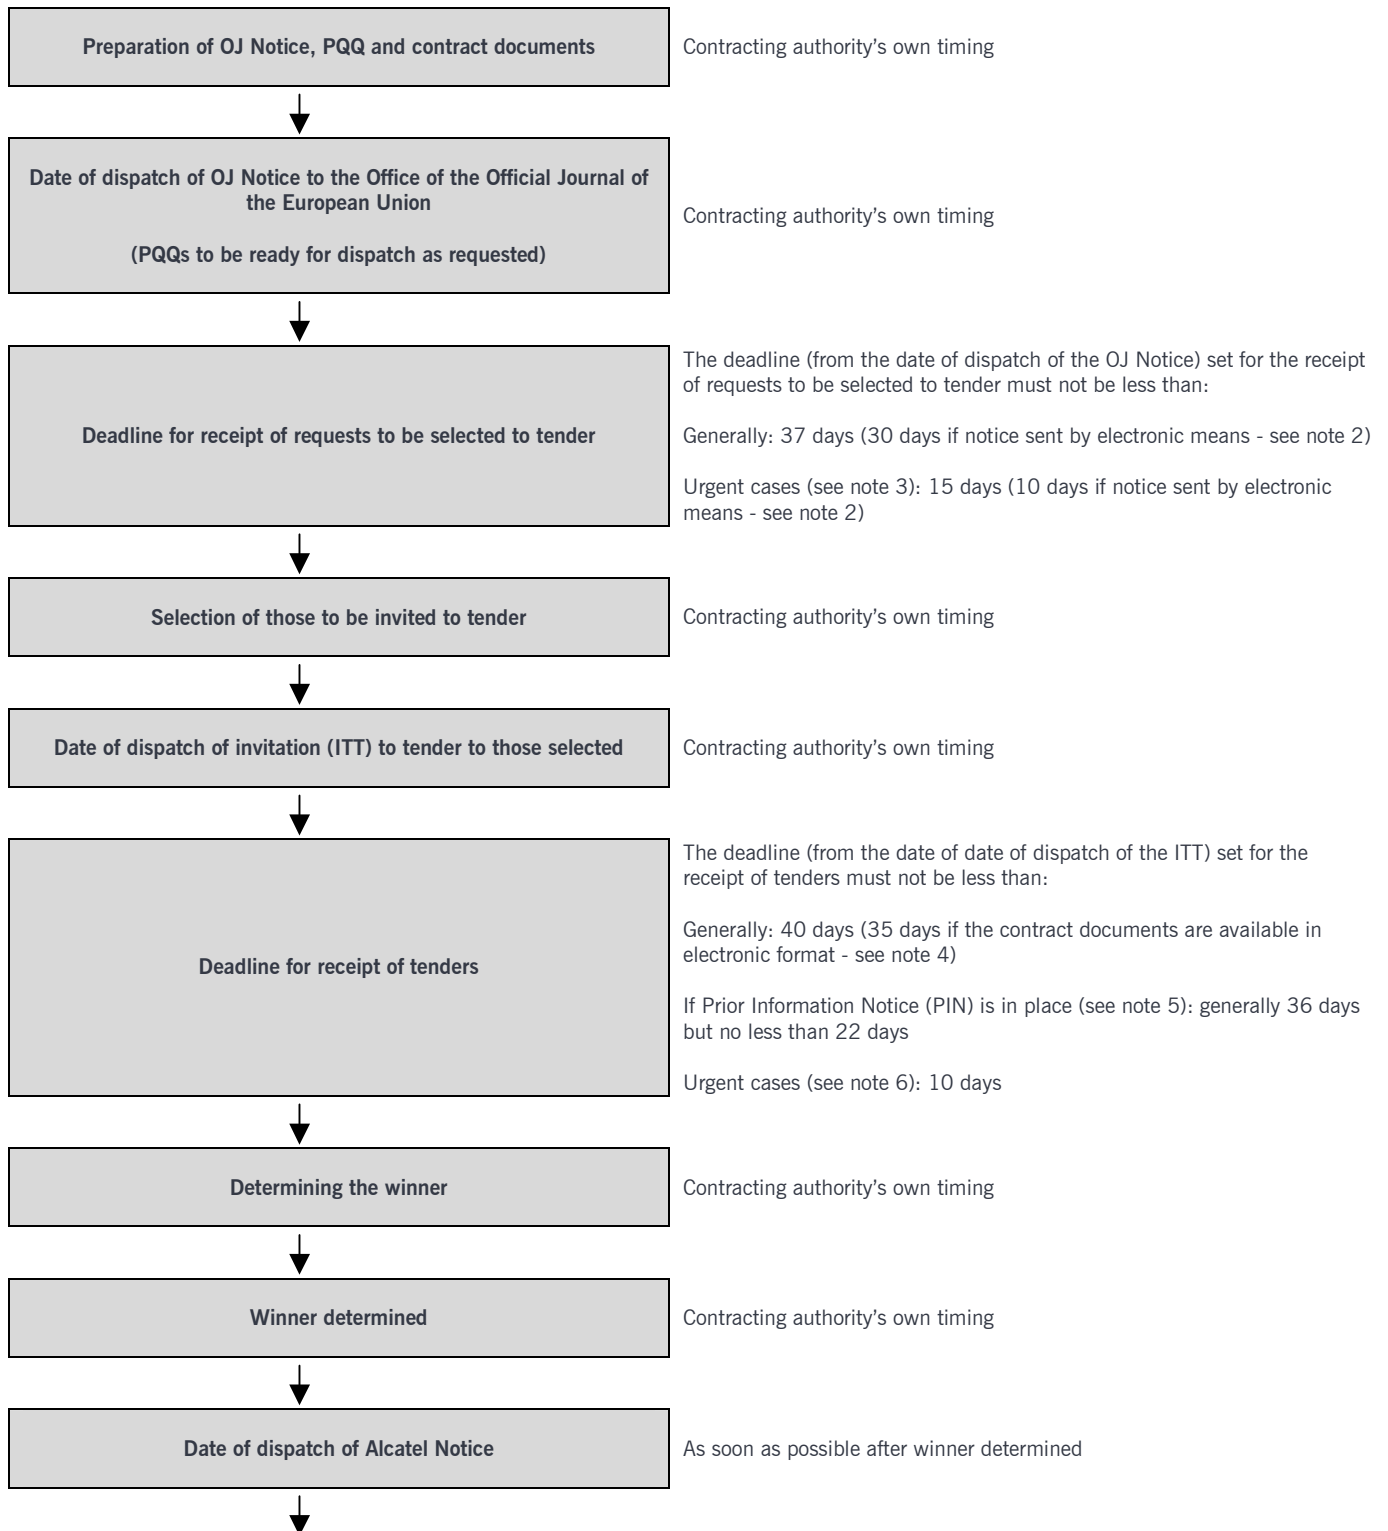 Preparation of OJ Notice, PQQ and contract documents
Contracting authority’s own timing
Date of dispatch of OJ Notice to the Office of the Official Journal of
the European Union
(PQQs to be ready for dispatch as requested)
Contracting authority’s own timing
Deadline for receipt of requests to be selected to tender
The deadline (from the date of dispatch of the OJ Notice) set for the receipt
of requests to be selected to tender must not be less than:
Generally: 37 days (30 days if notice sent by electronic means - see note 2)
Urgent cases (see note 3): 15 days (10 days if notice sent by electronic
means - see note 2)
Selection of those to be invited to tender
Contracting authority’s own timing
Date of dispatch of invitation (ITT) to tender to those selected
Contracting authority’s own timing
Deadline for receipt of tenders
The deadline (from the date of date of dispatch of the ITT) set for the
receipt of tenders must not be less than:
Generally: 40 days (35 days if the contract documents are available in
electronic format - see note 4)
If Prior Information Notice (PIN) is in place (see note 5): generally 36 days
but no less than 22 days
Urgent cases (see note 6): 10 days
Determining the winner
Contracting authority’s own timing
Winner determined
Contracting authority’s own timing
Date of dispatch of Alcatel Notice
As soon as possible after winner determined